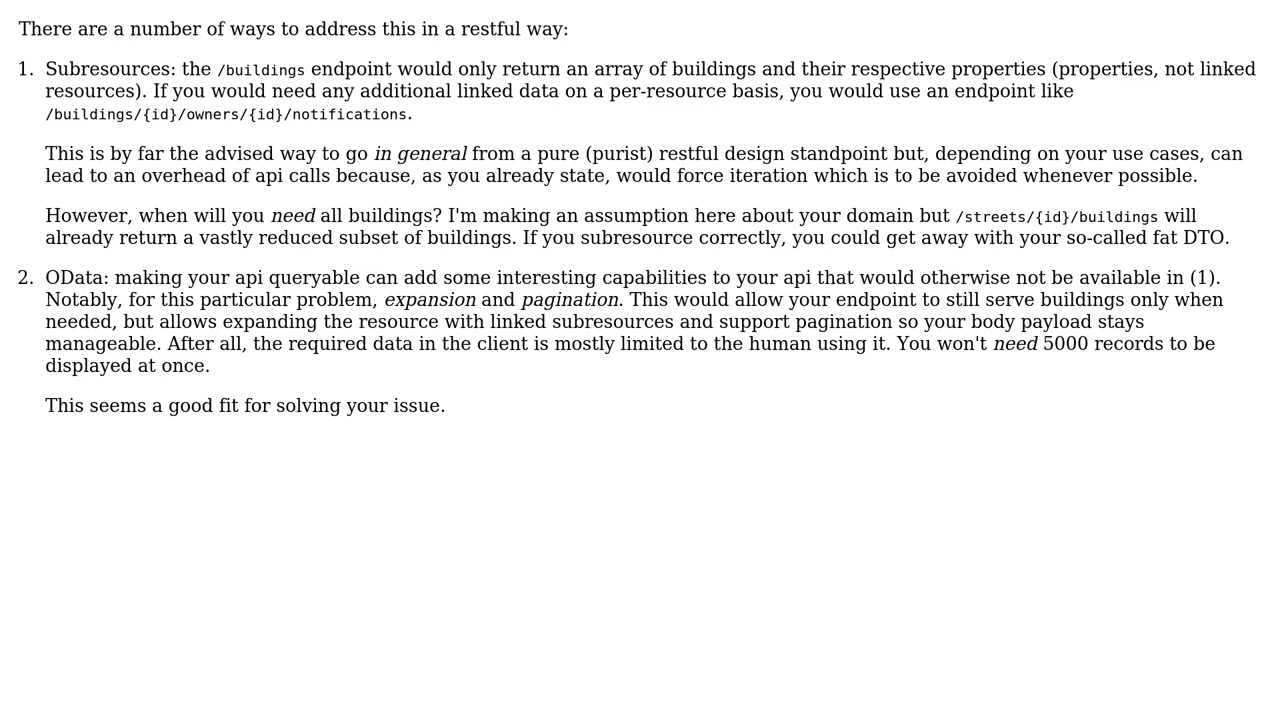 There are a number of ways to address this in a restful way:
1. Subresources: the /buildings endpoint would only return an array of buildings and their respective properties (properties, not linked
resources). If you would need any additional linked data on a per-resource basis, you would use an endpoint like
/buildings/{id}/owners/{id}/notifications.
This is by far the advised way to go in general from a pure (purist) restful design standpoint but, depending on your use cases, can
lead to an overhead of api calls because, as you already state, would force iteration which is to be avoided whenever possible.
However, when will you need all buildings? I'm making an assumption here about your domain but /streets/{id}/buildings will
already return a vastly reduced subset of buildings. If you subresource correctly, you could get away with your so-called fat DTO.
2. OData: making your api queryable can add some interesting capabilities to your api that would otherwise not be available in (1).
Notably, for this particular problem, expansion and pagination. This would allow your endpoint to still serve buildings only when
needed, but allows expanding the resource with linked subresources and support pagination so your body payload stays
manageable. After all, the required data in the client is mostly limited to the human using it. You won't need 5000 records to be
displayed at once.
This seems a good fit for solving your issue.